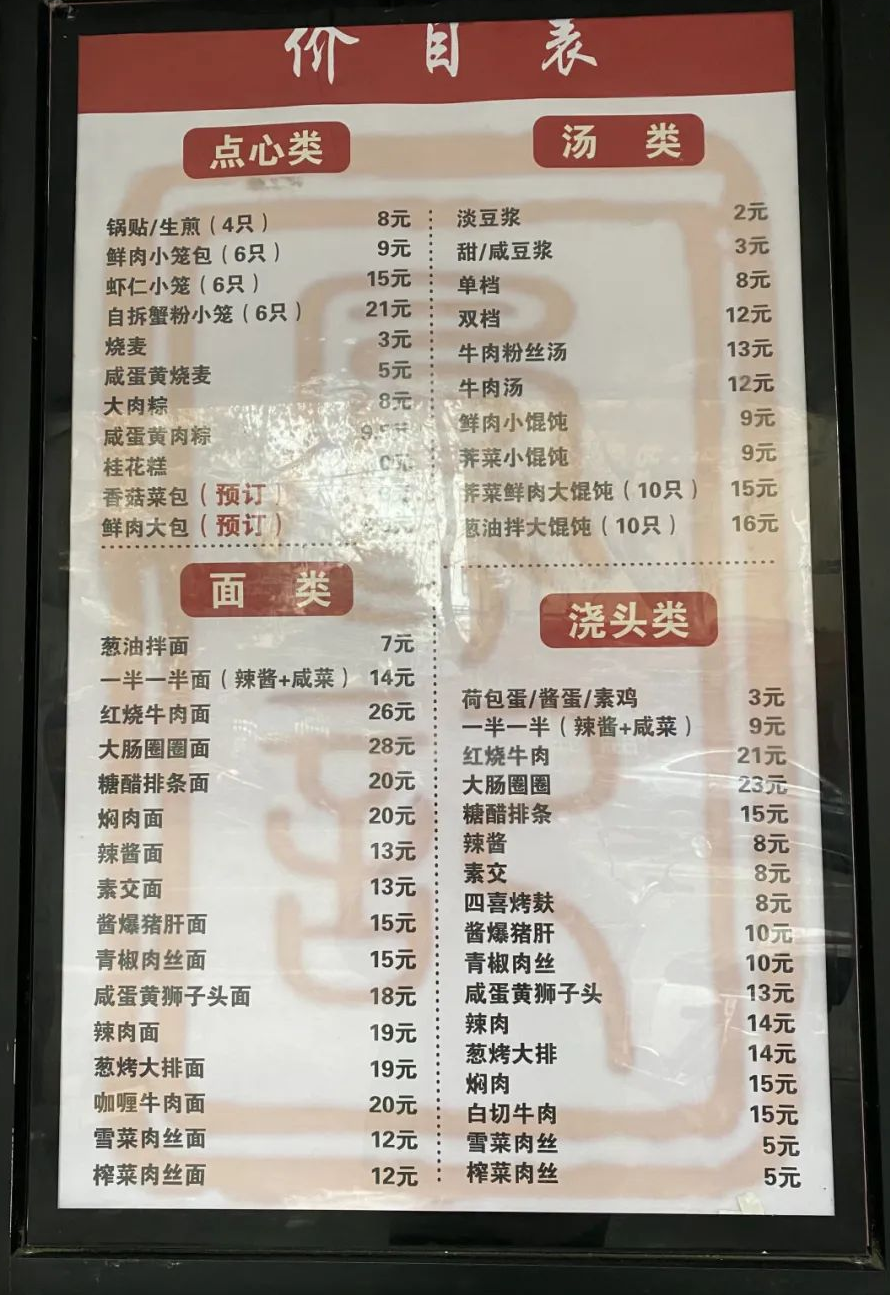 价目表
点心类
锅贴/生煎（4只） 8元
鲜肉小笼包（6只） 9元
虾仁小笼（6只） 15元
自拆蟹粉小笼（6只） 21元
烧麦 3元
咸蛋黄烧麦 5元
大肉粽 8元
咸蛋黄肉粽
桂花糕
香菇菜包（预订）
鲜肉大包（预订）
汤 类
淡豆浆 2元
甜/咸豆浆 3元
单档 8元
双档 12元
牛肉粉丝汤 13元
牛肉汤 12元
鲜肉小馄饨 9元
荠菜小馄饨 9元
荠菜鲜肉大馄饨（10只） 15元
葱油拌大馄饨（10只） 16元
面 类
葱油拌面 7元
一半一半面（辣酱+咸菜） 14元
红烧牛肉面 26元
大肠圈圈面 28元
糖醋排条面 20元
焖肉面 20元
辣酱面 13元
素交面 13元
酱爆猪肝面 15元
青椒肉丝面 15元
咸蛋黄狮子头面 18元
辣肉面 19元
葱烤大排面 19元
咖喱牛肉面 20元
雪菜肉丝面 12元
榨菜肉丝面 12元
浇头类
荷包蛋/酱蛋/素鸡 3元
一半一半（辣酱+咸菜） 9元
红烧牛肉 21元
大肠圈圈 23元
糖醋排条 15元
辣酱 8元
素交 8元
四喜烤麸 8元
酱爆猪肝 10元
青椒肉丝 10元
咸蛋黄狮子头 13元
辣肉 14元
葱烤大排 14元
焖肉 15元
白切牛肉 15元
雪菜肉丝 5元
榨菜肉丝 5元